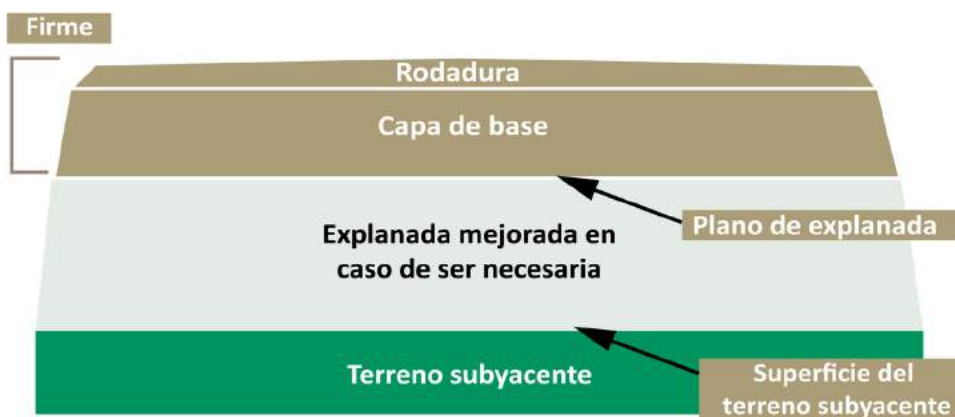 Firme
Rodadura
Capa de base
Plano de explanada
Explanada mejorada en
caso de ser necesaria
Terreno subyacente
Superficie del
terreno subyacente